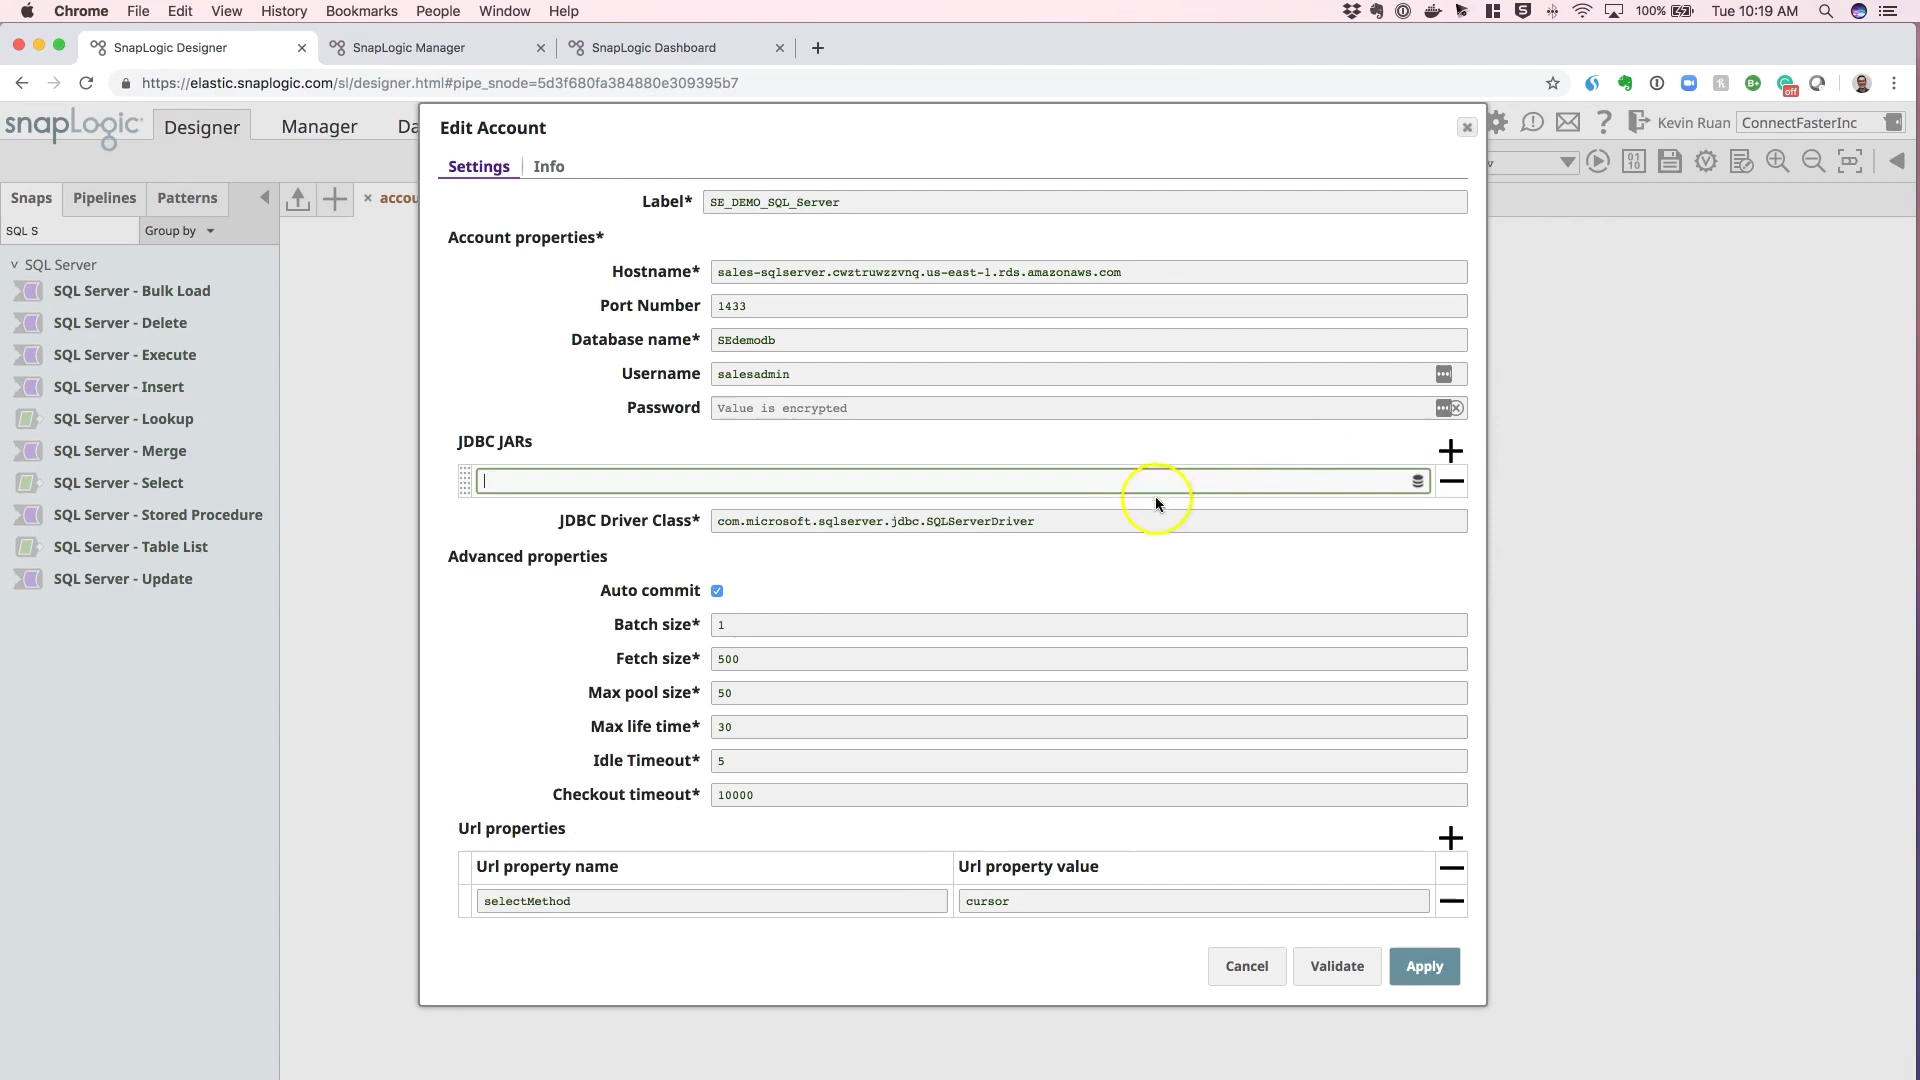 Chrome File Edit View History Bookmarks People Window Help 100% Tue 10:19 AM
SnapLogic Designer SnapLogic Manager SnapLogic Dashboard
https://elastic.snaplogic.com/sl/designer.html#pipe_snode=5d3f680fa384880e309395b7
off
snapLogic Designer Manager Da
Kevin Ruan ConnectFasterInc
Edit Account
Settings Info
Snaps Pipelines Patterns
accou
SQL S Group by
SQL Server
SQL Server - Bulk Load
SQL Server - Delete
SQL Server - Execute
SQL Server - Insert
SQL Server - Lookup
SQL Server - Merge
SQL Server - Select
SQL Server - Stored Procedure
SQL Server - Table List
SQL Server - Update
Label* SE_DEMO_SQL_Server
Account properties*
Hostname* sales-sqlserver.cwztruwzzvnq.us-east-1.rds.amazonaws.com
Port Number 1433
Database name* SEdemodb
Username salesadmin
Password Value is encrypted
JDBC JARs
JDBC Driver Class* com.microsoft.sqlserver.jdbc.SQLServerDriver
Advanced properties
Auto commit
Batch size* 1
Fetch size* 500
Max pool size* 50
Max life time* 30
Idle Timeout* 5
Checkout timeout* 10000
Url properties
Url property name Url property value
selectMethod cursor
Cancel Validate Apply